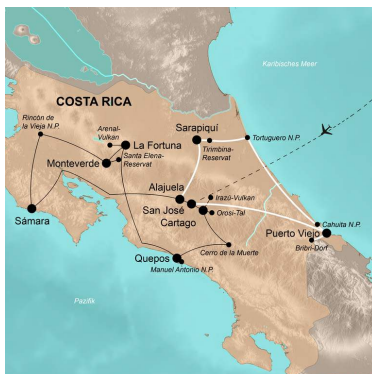 Karibisches Meer
COSTA RICA
Rincón de
la Vieja N.P.
Arenal-
Vulkan
La Fortuna
Santa Elena-
Reservat
Monteverde
Sarapiquí
Tirimbina-
Reservat
Tortuguero N.P.
Alajuela
San José
Cartago
Irazú-Vulkan
Orosi-Tal
Sámara
Cahuita N.P.
Puerto Viejo
Bribri-Dorf
Quepos
Manuel Antonio N.P.
Cerro de la Muerte
Pazifik